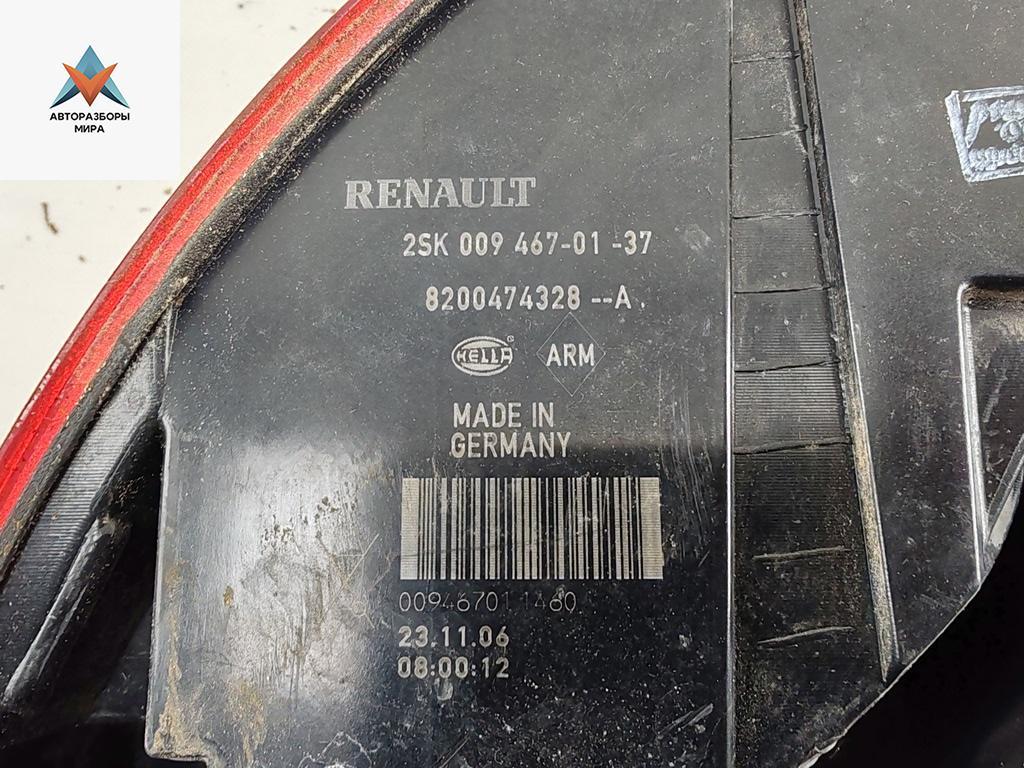 АВТОРАЗБОРЫ
МИРА
RENAULT
2SK 009 467-01 -37
8200474328 --A .
HELLA ® ARM
MADE IN
GERMANY
009467011460
23.11.06
08:00:12